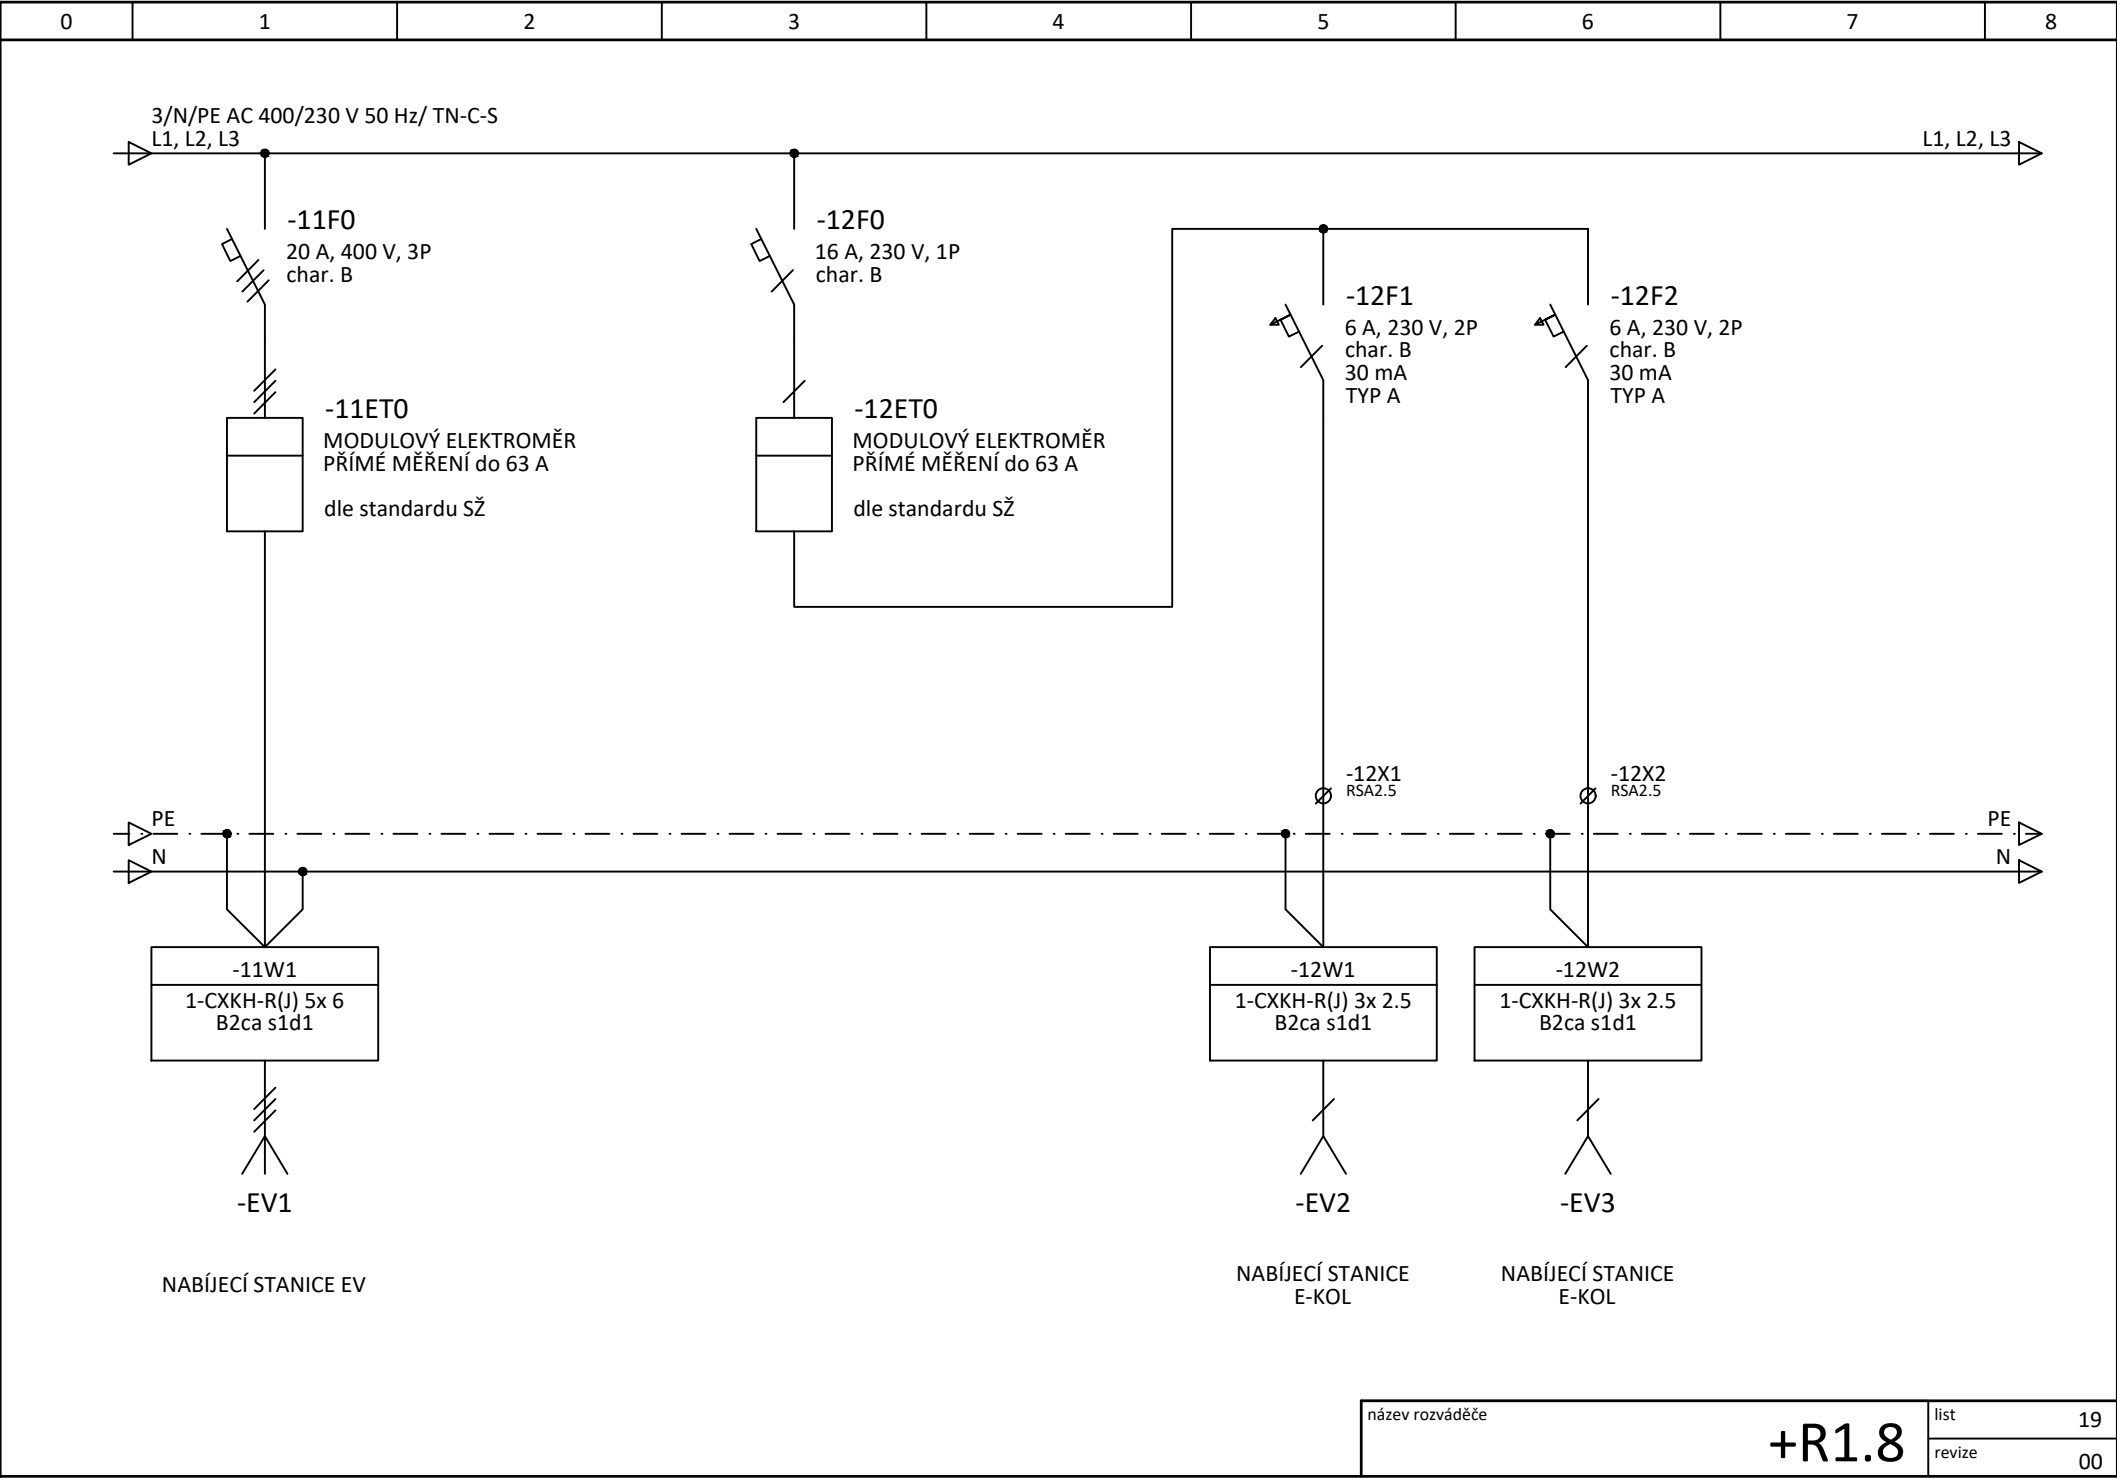 0 1 2 3 4 5 6 7 8
3/N/PE AC 400/230 V 50 Hz/ TN-C-S
L1, L2, L3
L1, L2, L3
-11F0
20 A, 400 V, 3P
char. B
-12F0
16 A, 230 V, 1P
char. B
-12F1
6 A, 230 V, 2P
char. B
30 mA
TYP A
-12F2
6 A, 230 V, 2P
char. B
30 mA
TYP A
-11ET0
MODULOVÝ ELEKTROMĚR
PŘÍMÉ MĚŘENÍ do 63 A
dle standardu SŽ
-12ET0
MODULOVÝ ELEKTROMĚR
PŘÍMÉ MĚŘENÍ do 63 A
dle standardu SŽ
-12X1
RSA2.5
-12X2
RSA2.5
PE
PE
N
N
-11W1
1-CXKH-R(J) 5x 6
B2ca s1d1
-12W1
1-CXKH-R(J) 3x 2.5
B2ca s1d1
-12W2
1-CXKH-R(J) 3x 2.5
B2ca s1d1
-EV1
-EV2
-EV3
NABÍJECÍ STANICE EV
NABÍJECÍ STANICE
E-KOL
NABÍJECÍ STANICE
E-KOL
název rozváděče
+R1.8
list 19
revize 00